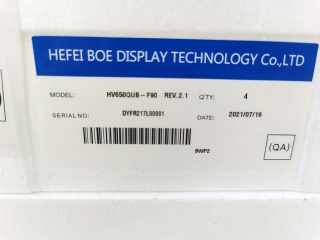 HEFEI BOE DISPLAY TECHNOLOGY Co.,LTD
MODEL: HV650QUB-F90 REV.2.1 Q'TY: 4
SERIAL NO: DYFR217L00001 DATE: 2021/07/16
9WP2 (QA)